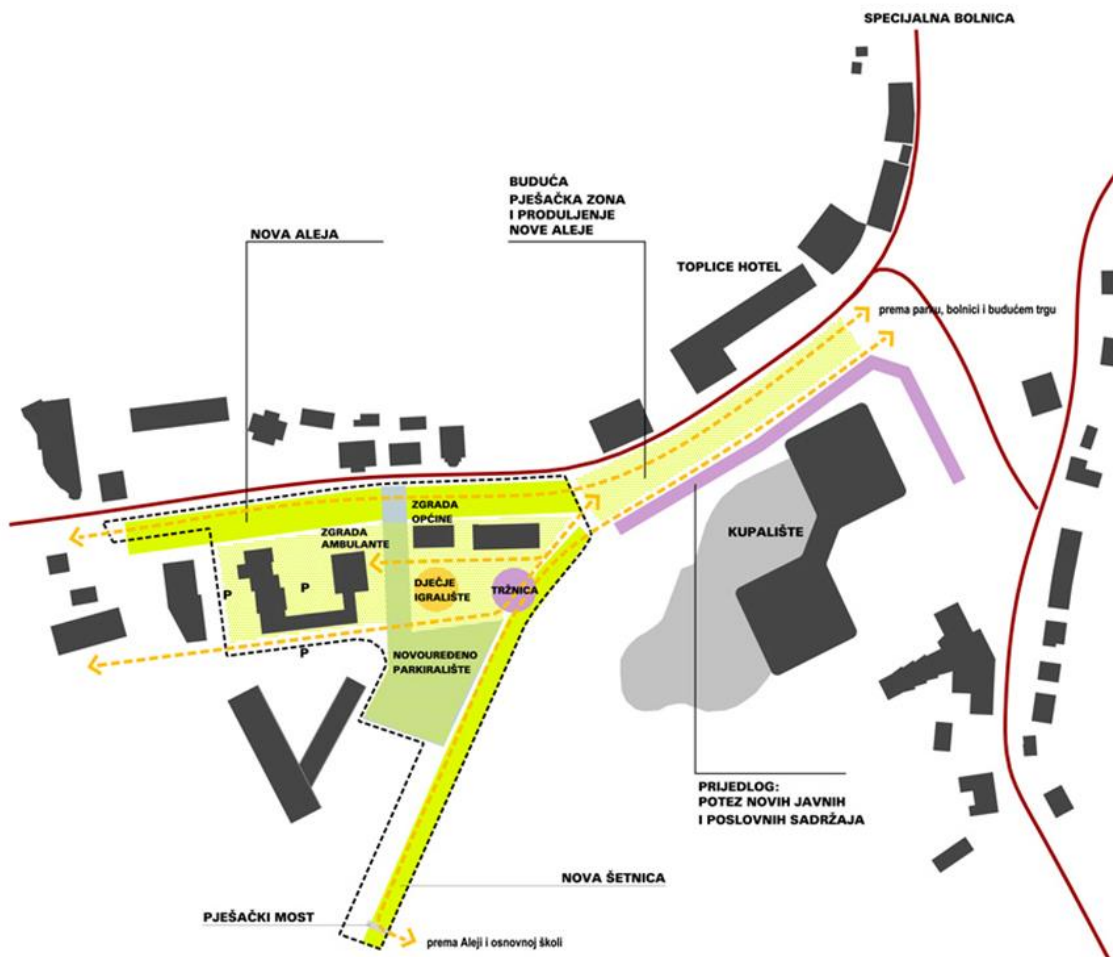 SPECIJALNA BOLNICA
BUDUĆA
PJEŠAČKA ZONA
I PRODULJENJE
NOVE ALEJE
NOVA ALEJA
TOPLICE HOTEL
prema parku, bolnici i budućem trgu
ZGRADA
OPĆINE
ZGRADA
AMBULANTE
KUPALIŠTE
P
P
DJEČJE
IGRALIŠTE
TRŽNICA
P
NOVOUREĐENO
PARKIRALIŠTE
PRIJEDLOG:
POTEZ NOVIH JAVNIH
I POSLOVNIH SADRŽAJA
NOVA ŠETNICA
PJEŠAČKI MOST
prema Aleji i osnovnoj školi